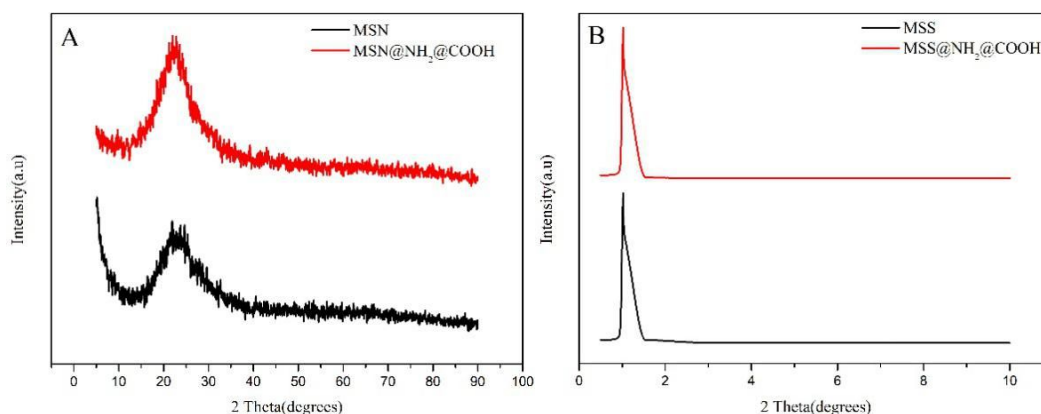 A
MSN
MSN@NH₂@COOH
Intensity(a.u)
0 10 20 30 40 50 60 70 80 90 100
2 Theta(degrees)
B
MSS
MSS@NH₂@COOH
Intensity(a.u)
0 2 4 6 8 10
2 Theta(degrees)